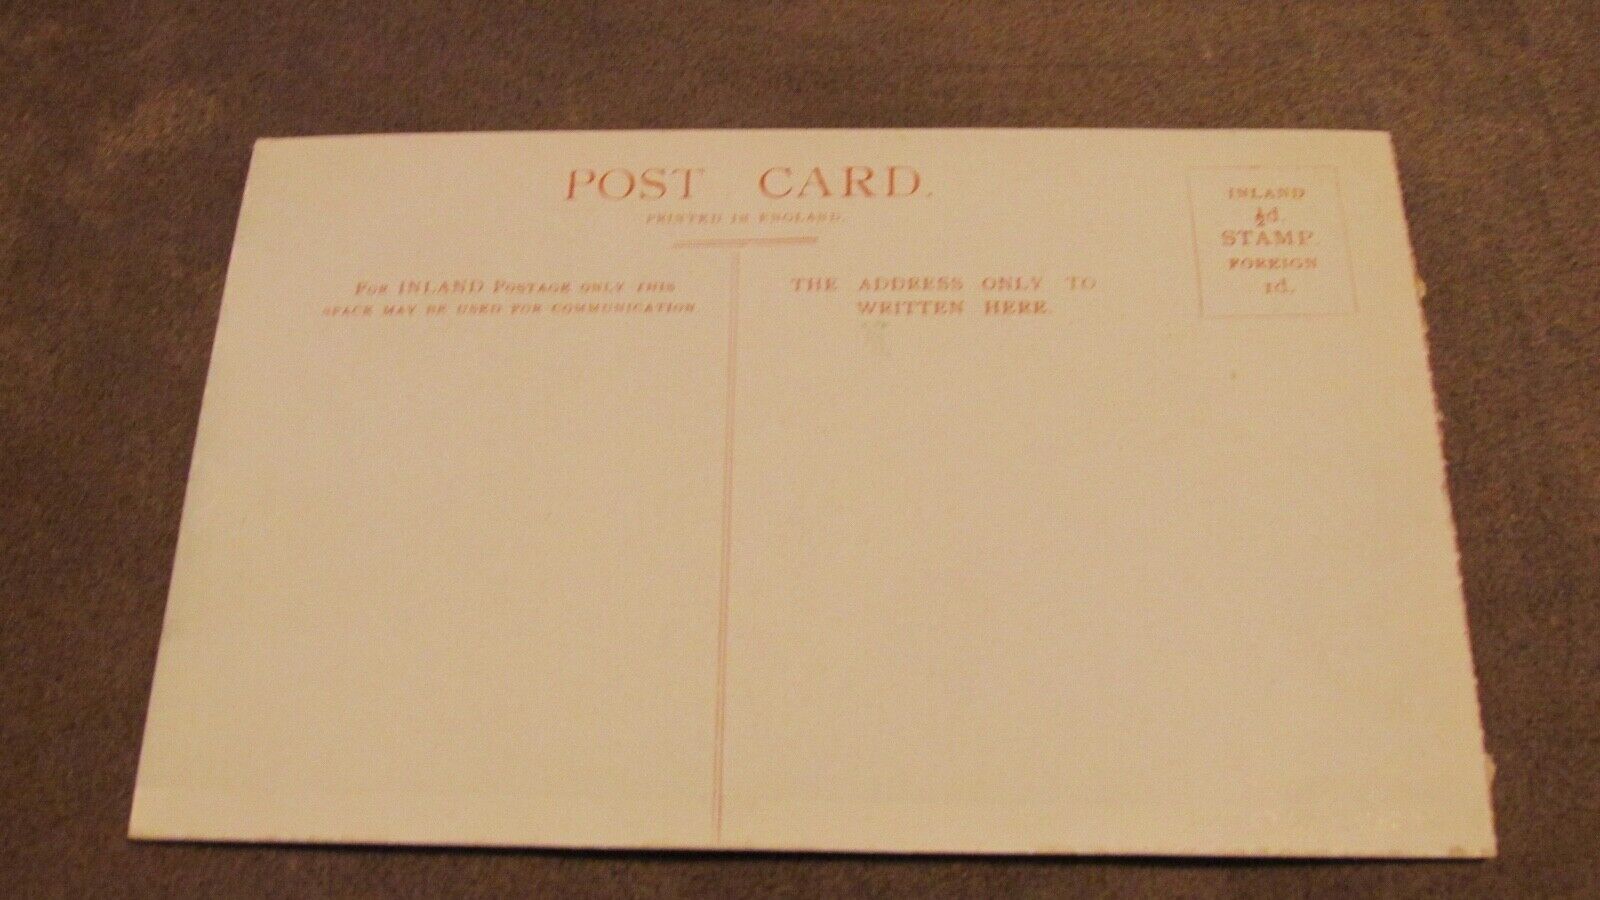 POST CARD.
PRINTED IN ENGLAND.
FOR INLAND POSTAGE ONLY THIS
SPACE MAY BE USED FOR COMMUNICATION
THE ADDRESS ONLY TO
WRITTEN HERE.
INLAND
½d.
STAMP.
FOREIGN
1d.